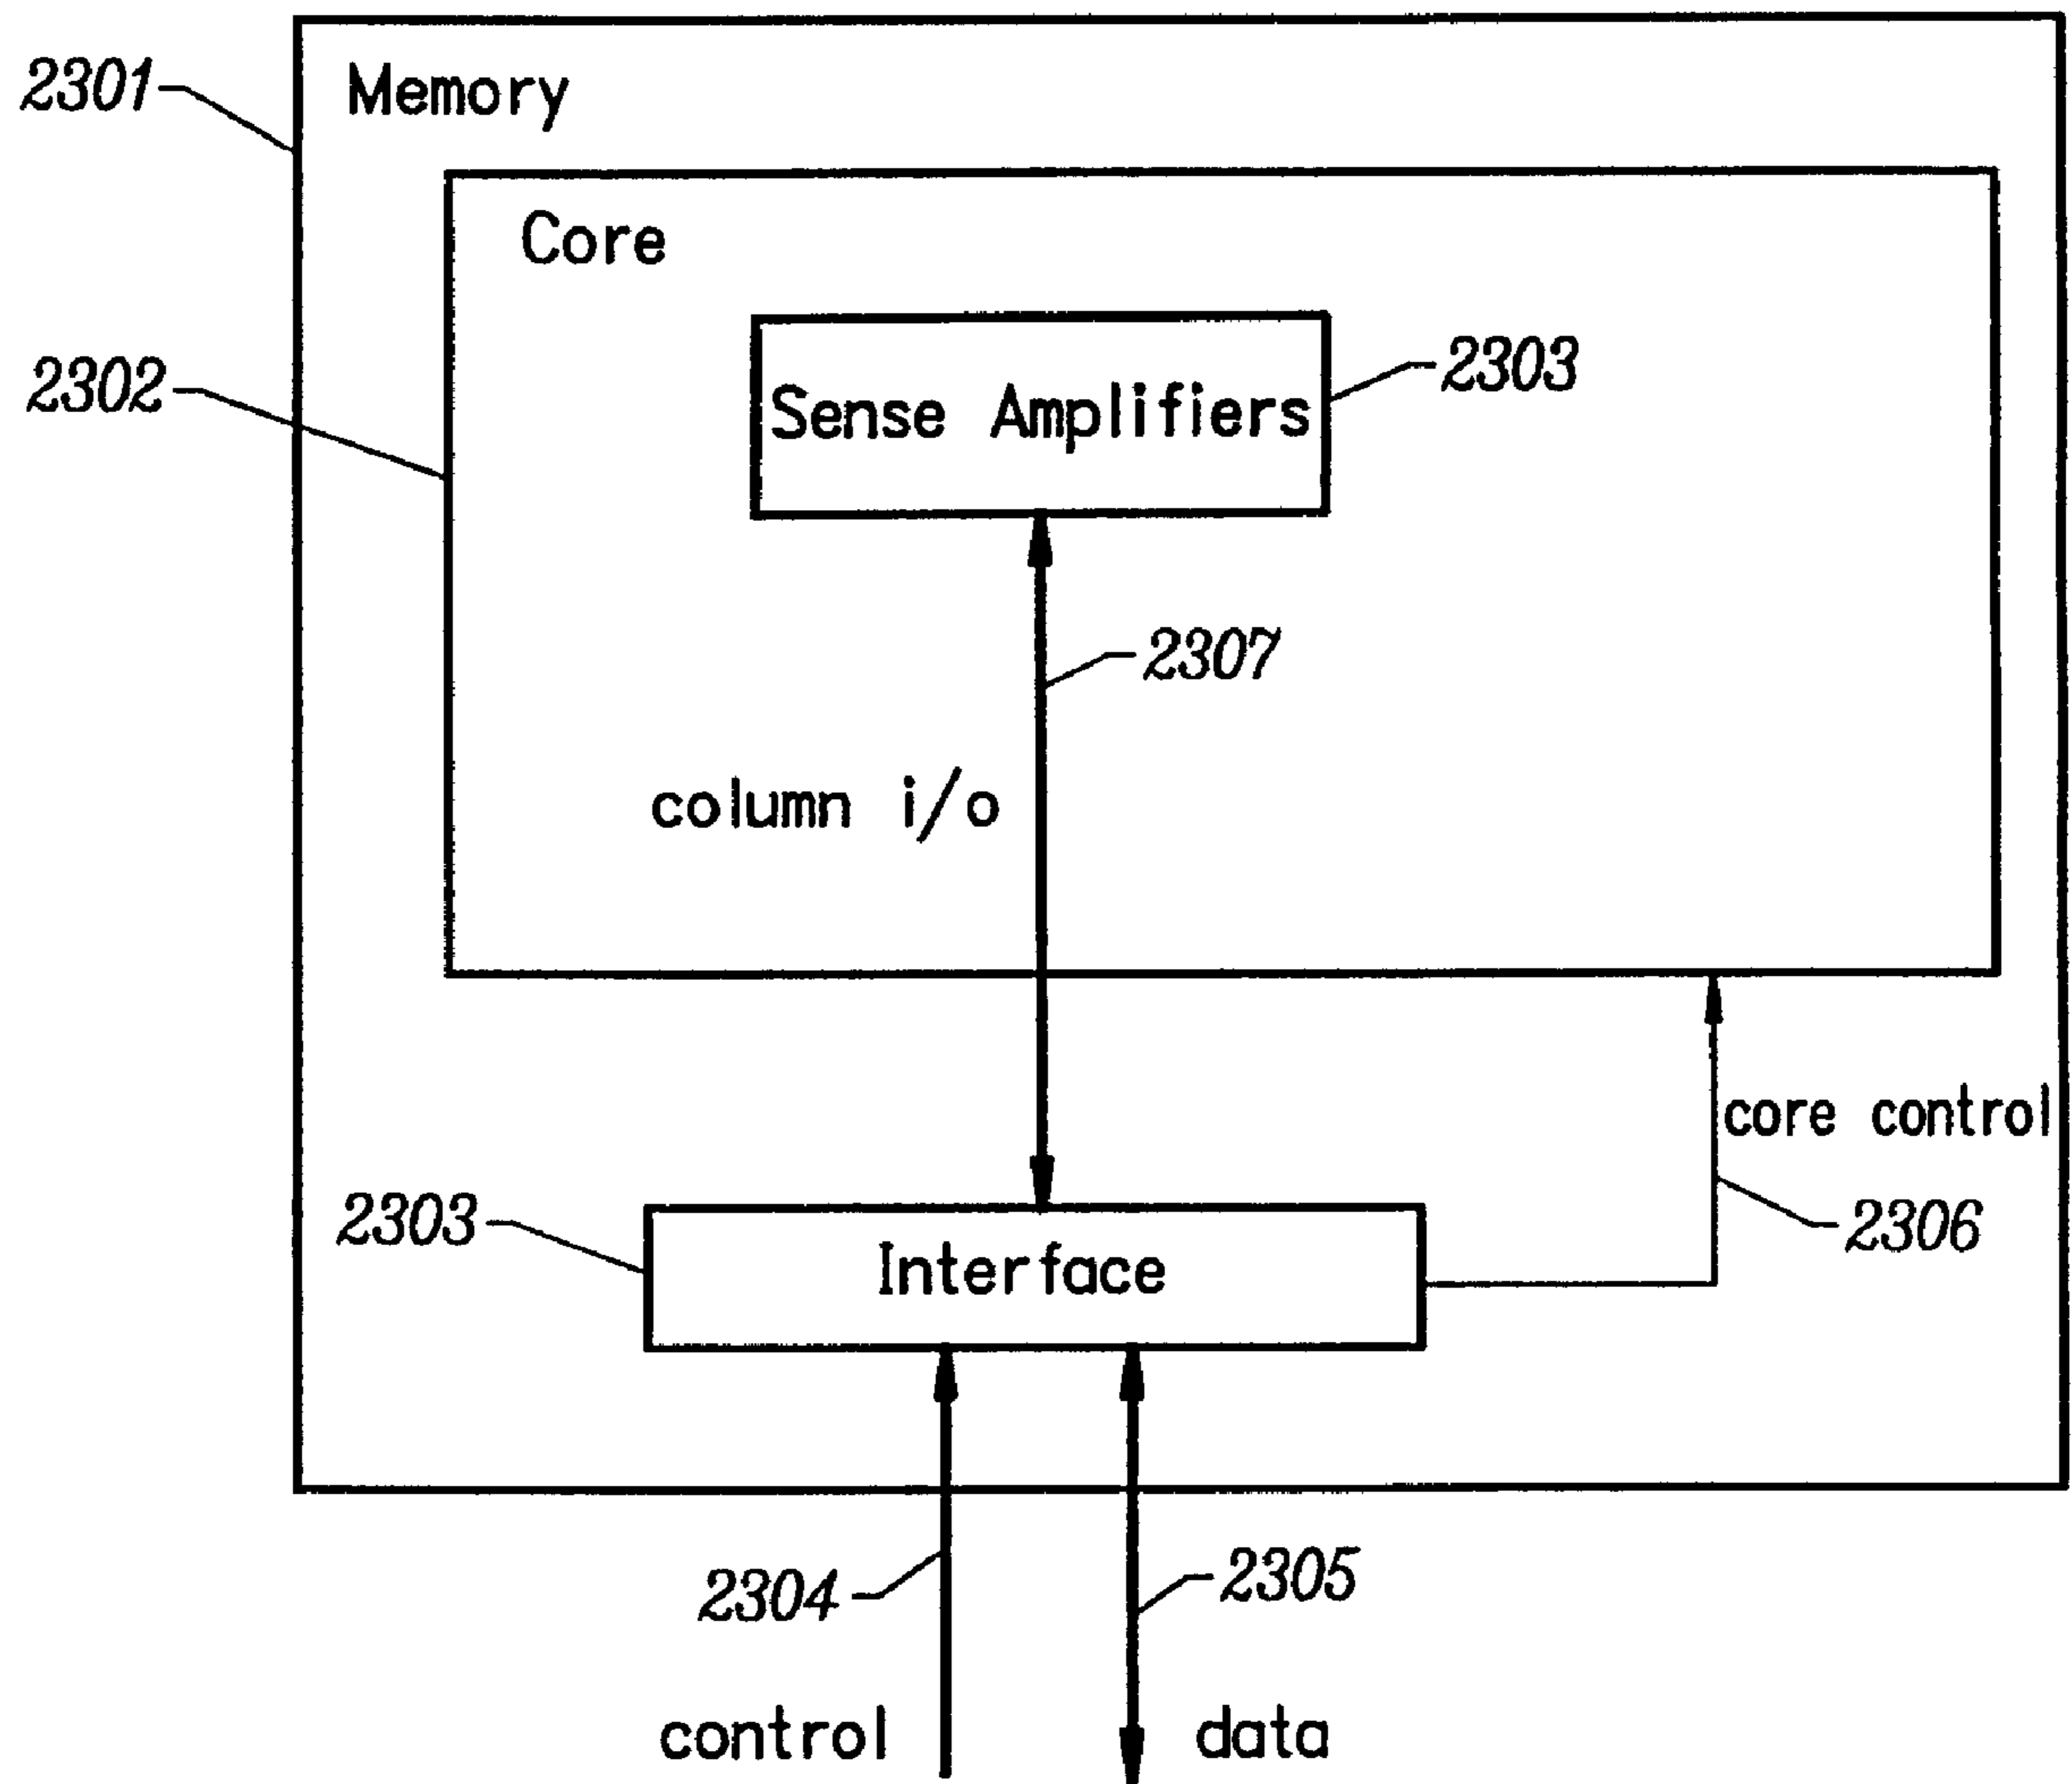 2301
Memory
Core
2302
Sense Amplifiers
2303
2307
column i/o
core control
2303
Interface
2306
2304
2305
control
data